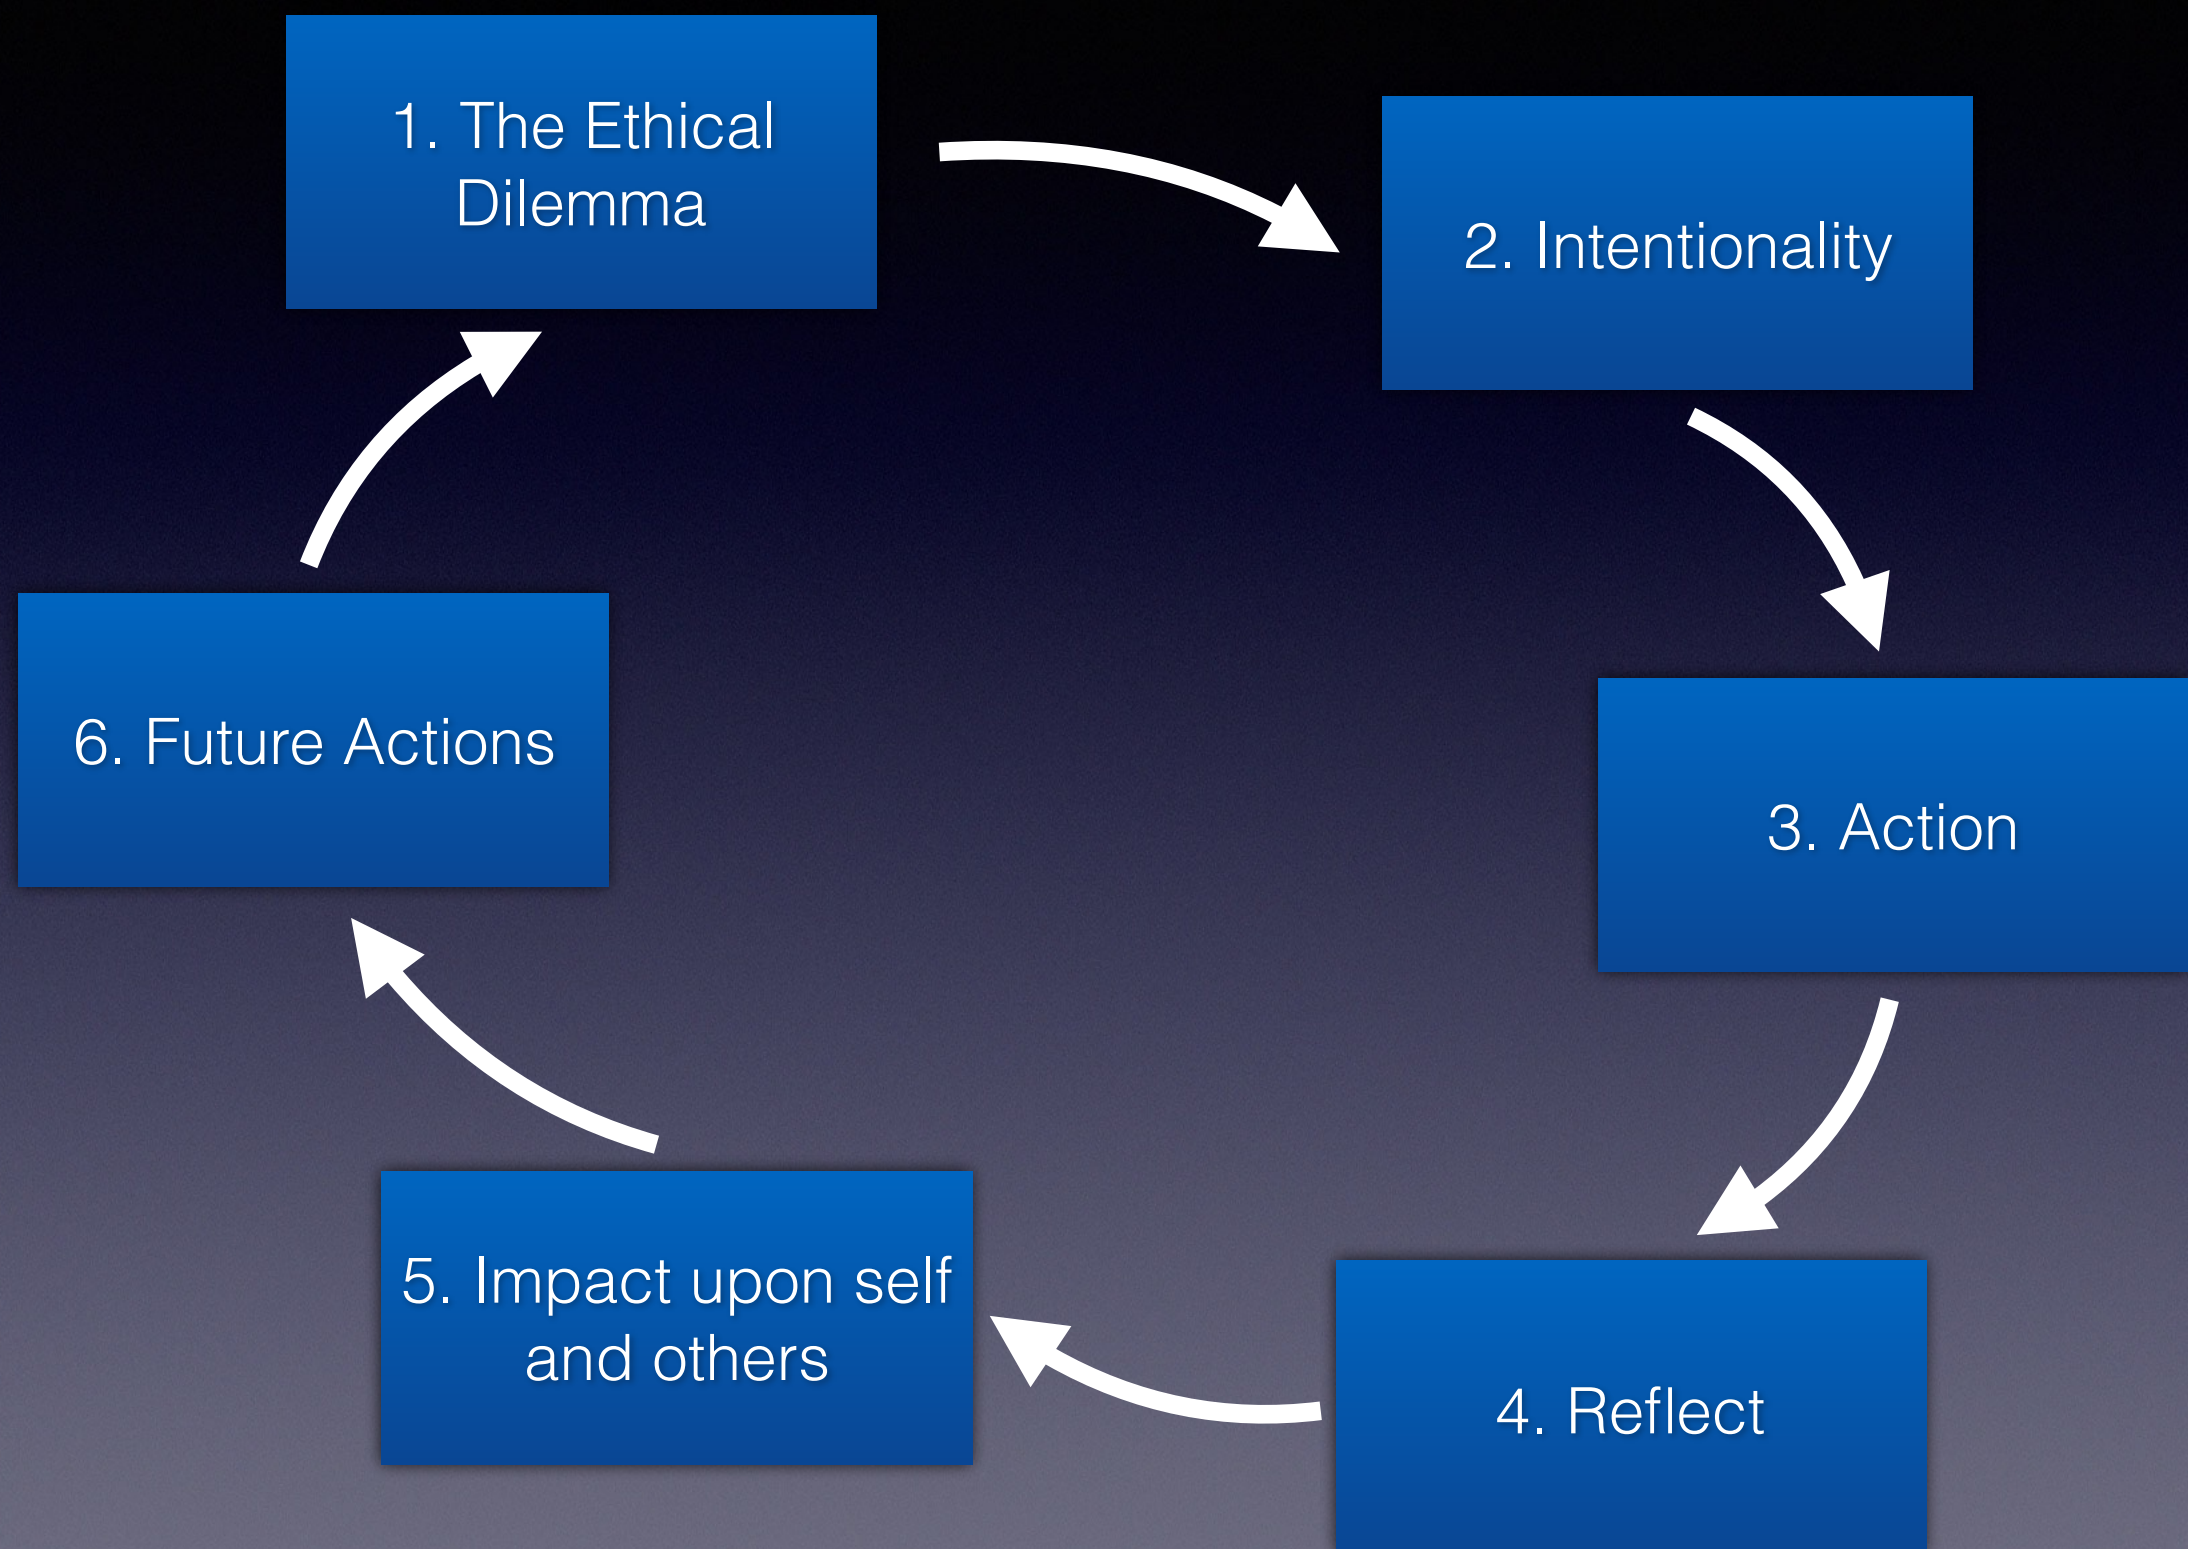 1. The Ethical
Dilemma
2. Intentionality
3. Action
4. Reflect
5. Impact upon self
and others
6. Future Actions